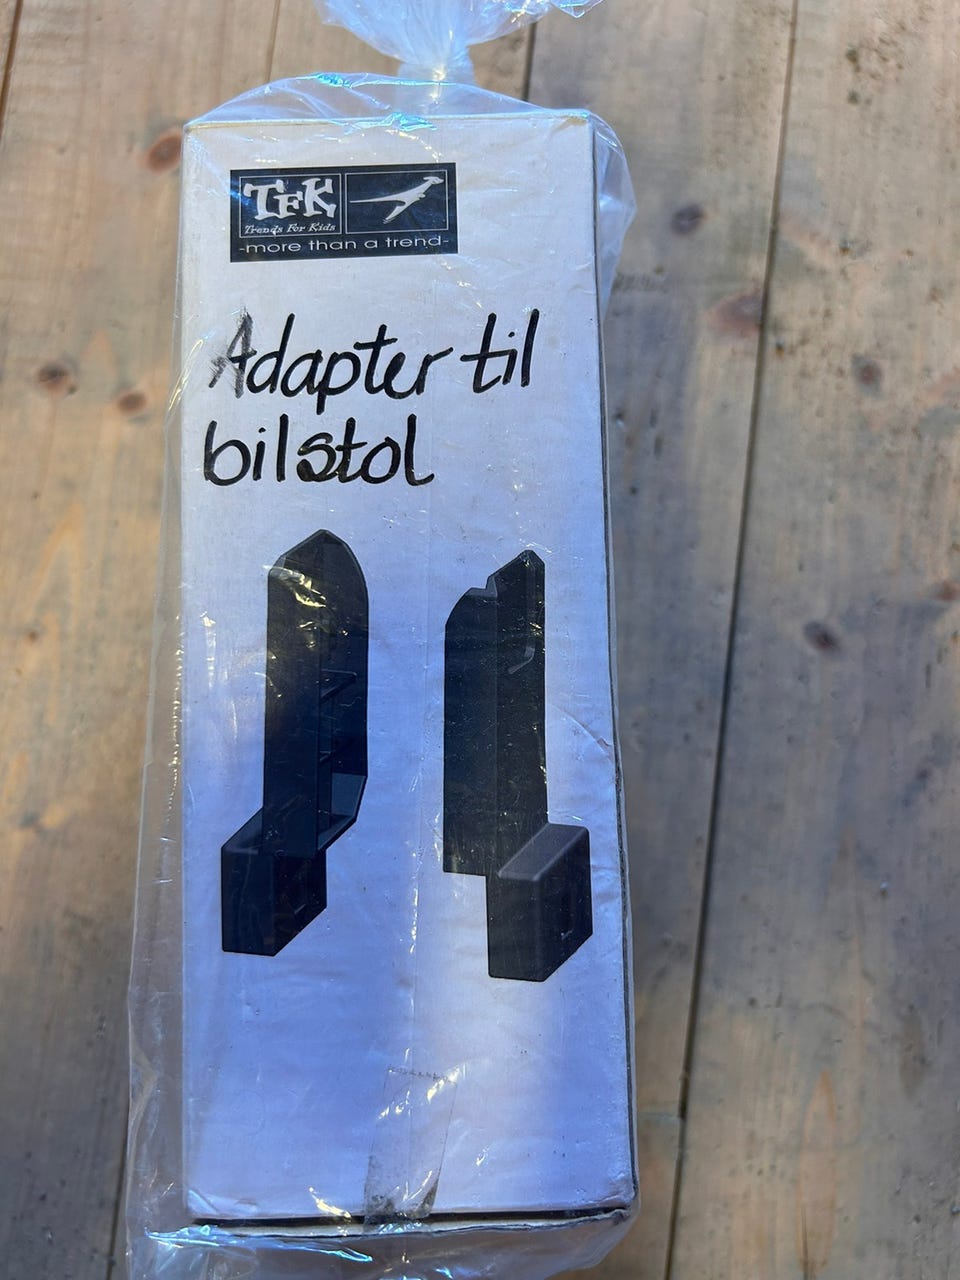 TFK
Trends For Kids
-more than a trend-
Adapter til
bilstol